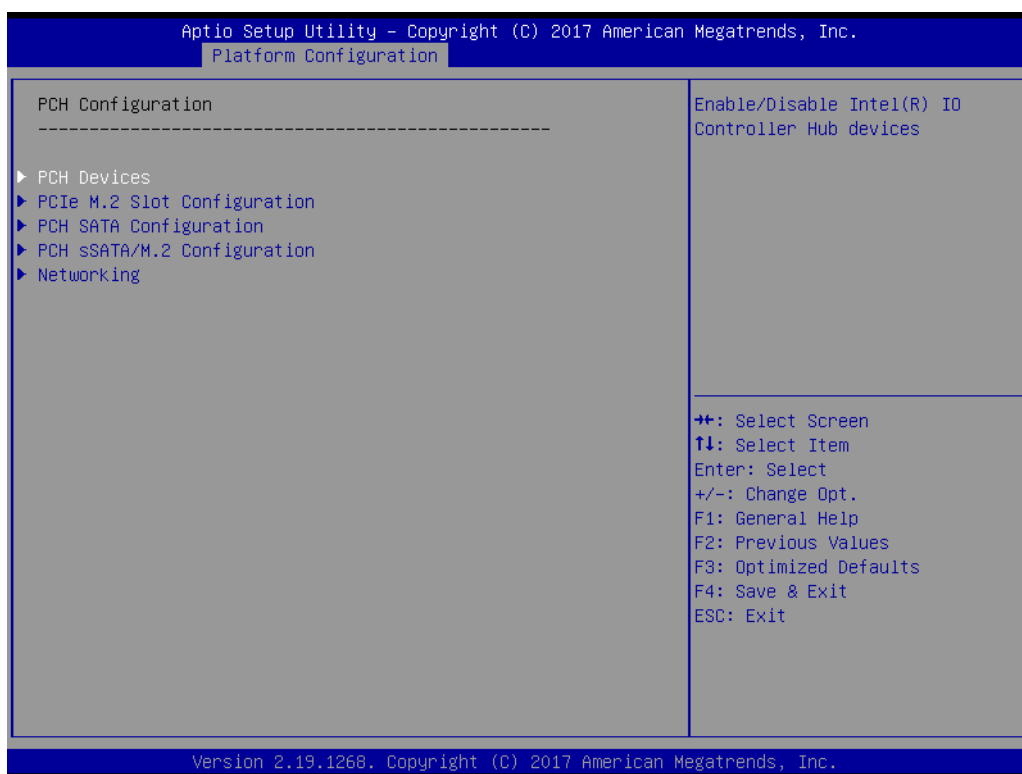 Aptio Setup Utility – Copyright (C) 2017 American Megatrends, Inc.
Platform Configuration
PCH Configuration
--------------------------------------------------
▶ PCH Devices
▶ PCIe M.2 Slot Configuration
▶ PCH SATA Configuration
▶ PCH sSATA/M.2 Configuration
▶ Networking
Enable/Disable Intel(R) IO
Controller Hub devices
→←: Select Screen
↑↓: Select Item
Enter: Select
+/-: Change Opt.
F1: General Help
F2: Previous Values
F3: Optimized Defaults
F4: Save & Exit
ESC: Exit
Version 2.19.1268. Copyright (C) 2017 American Megatrends, Inc.